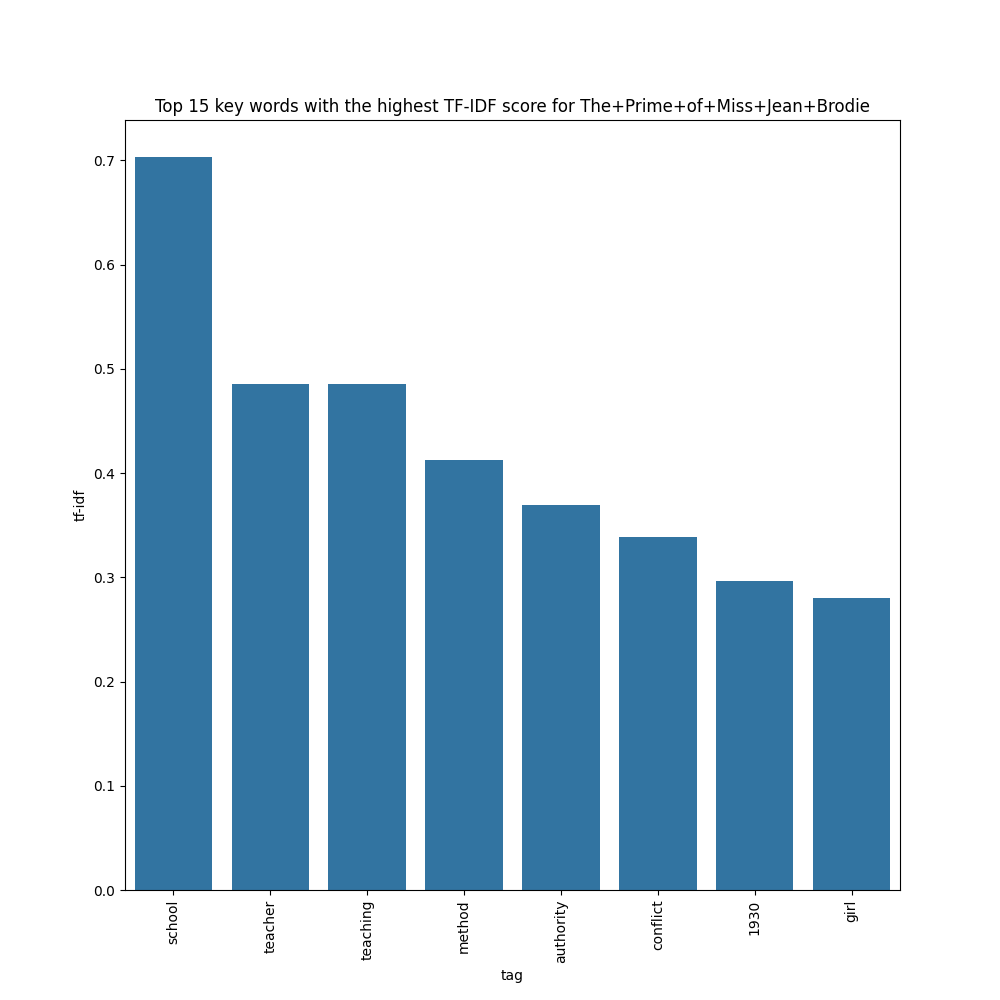 Top 15 key words with the highest TF-IDF score for The+Prime+of+Miss+Jean+Brodie
tf-idf
0.7
0.6
0.5
0.4
0.3
0.2
0.1
0.0
school
teacher
teaching
method
authority
conflict
1930
girl
tag